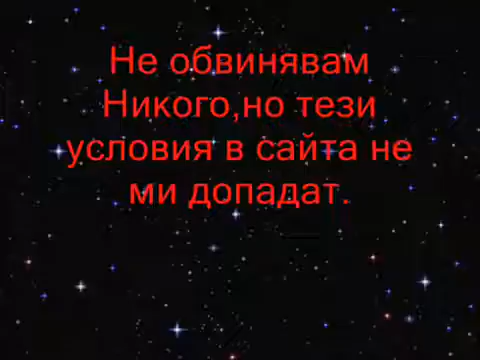 Не обвинявам
Никого,но тези
условия в сайта не
ми допадат.